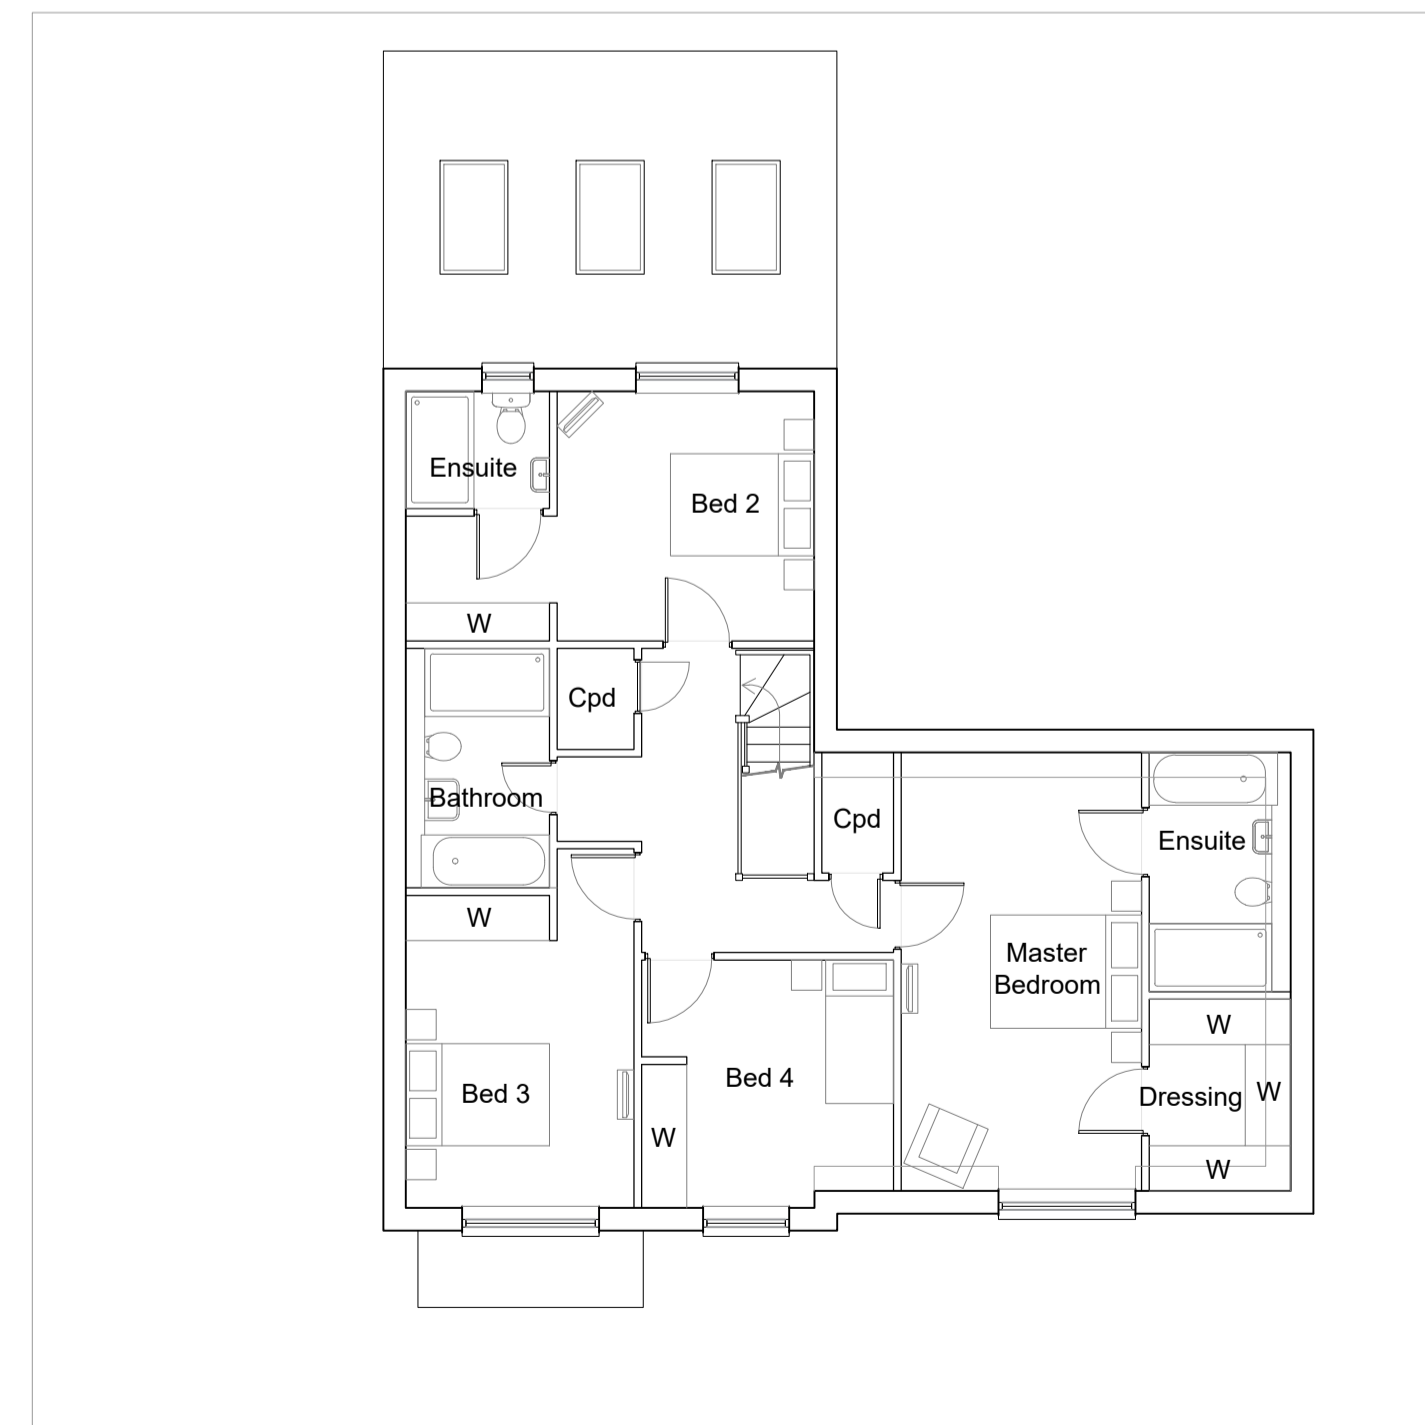 Ensuite
Bed 2
W
Cpd
Bathroom
Cpd
Ensuite
W
Master
Bedroom
W
Bed 4
Bed 3
Dressing
W
W
W